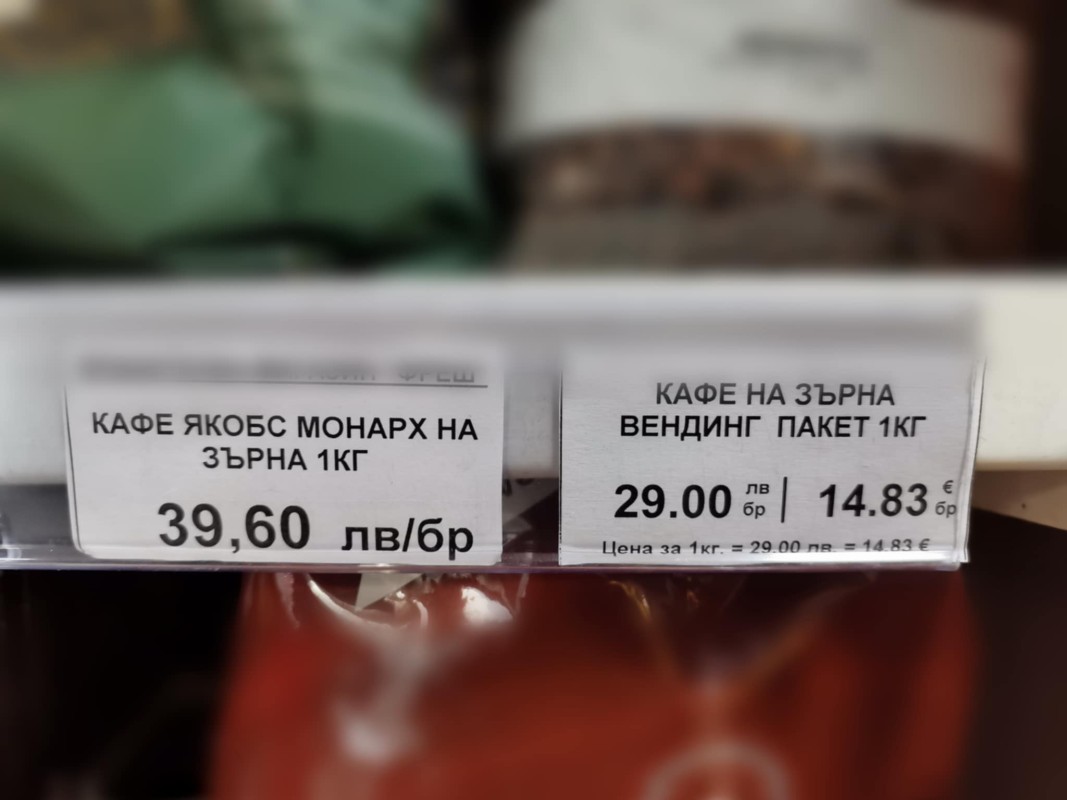 ФРЕШ
КАФЕ ЯКОБС МОНАРХ НА
ЗЪРНА 1КГ
39,60 лв/бр
КАФЕ НА ЗЪРНА
ВЕНДИНГ ПАКЕТ 1КГ
29.00 лв бр | 14.83 € бр
Цена за 1кг. = 29.00 лв. = 14.83 €